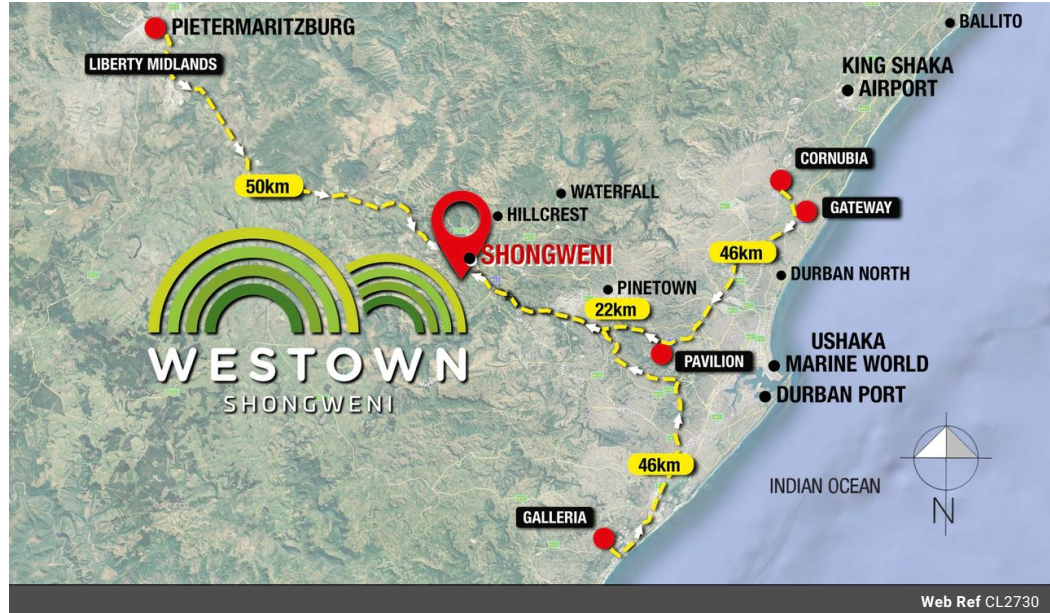 PIETERMARITZBURG
BALLITO
LIBERTY MIDLANDS
KING SHAKA
AIRPORT
CORNUBIA
50km
WATERFALL
HILLCREST
GATEWAY
SHONGWENI
46km
DURBAN NORTH
PINETOWN
22km
USHAKA
MARINE WORLD
PAVILION
DURBAN PORT
WESTOWN
SHONGWENI
46km
INDIAN OCEAN
GALLERIA
N
Web Ref CL2730